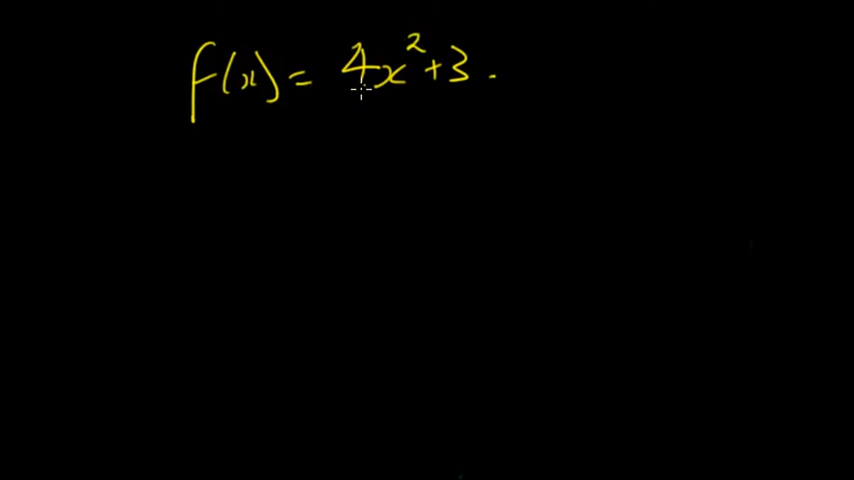 f(x) = 4x² + 3.